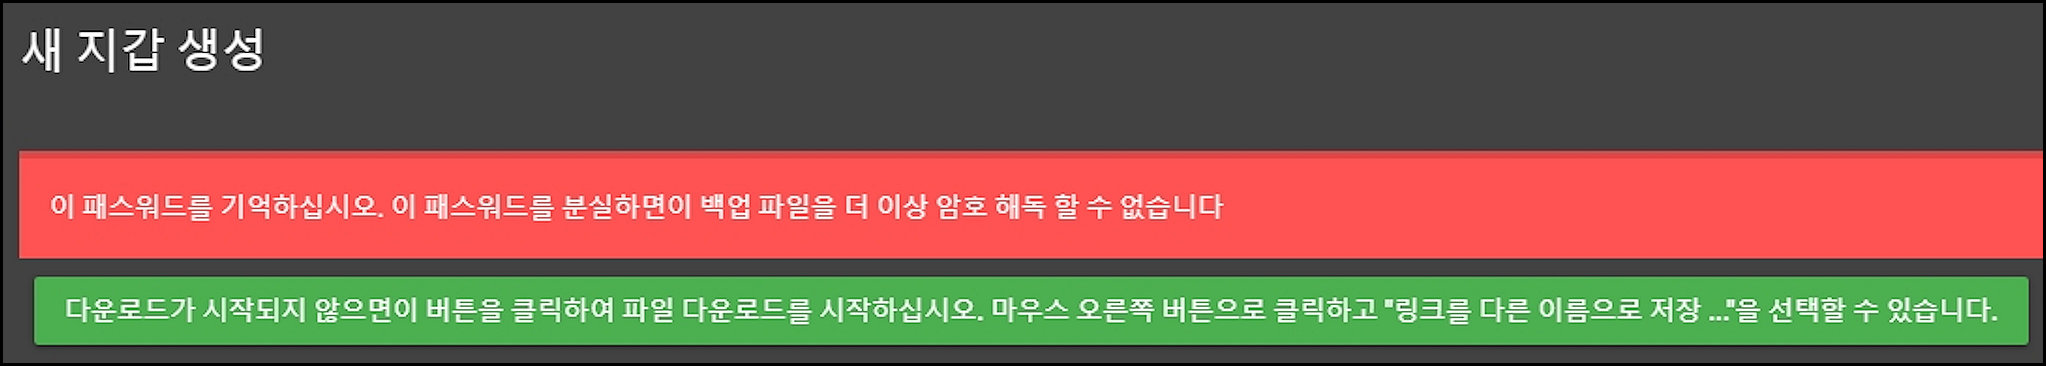 새 지갑 생성
이 패스워드를 기억하십시오. 이 패스워드를 분실하면이 백업 파일을 더 이상 암호 해독 할 수 없습니다
다운로드가 시작되지 않으면이 버튼을 클릭하여 파일 다운로드를 시작하십시오. 마우스 오른쪽 버튼으로 클릭하고 "링크를 다른 이름으로 저장 ..."을 선택할 수 있습니다.